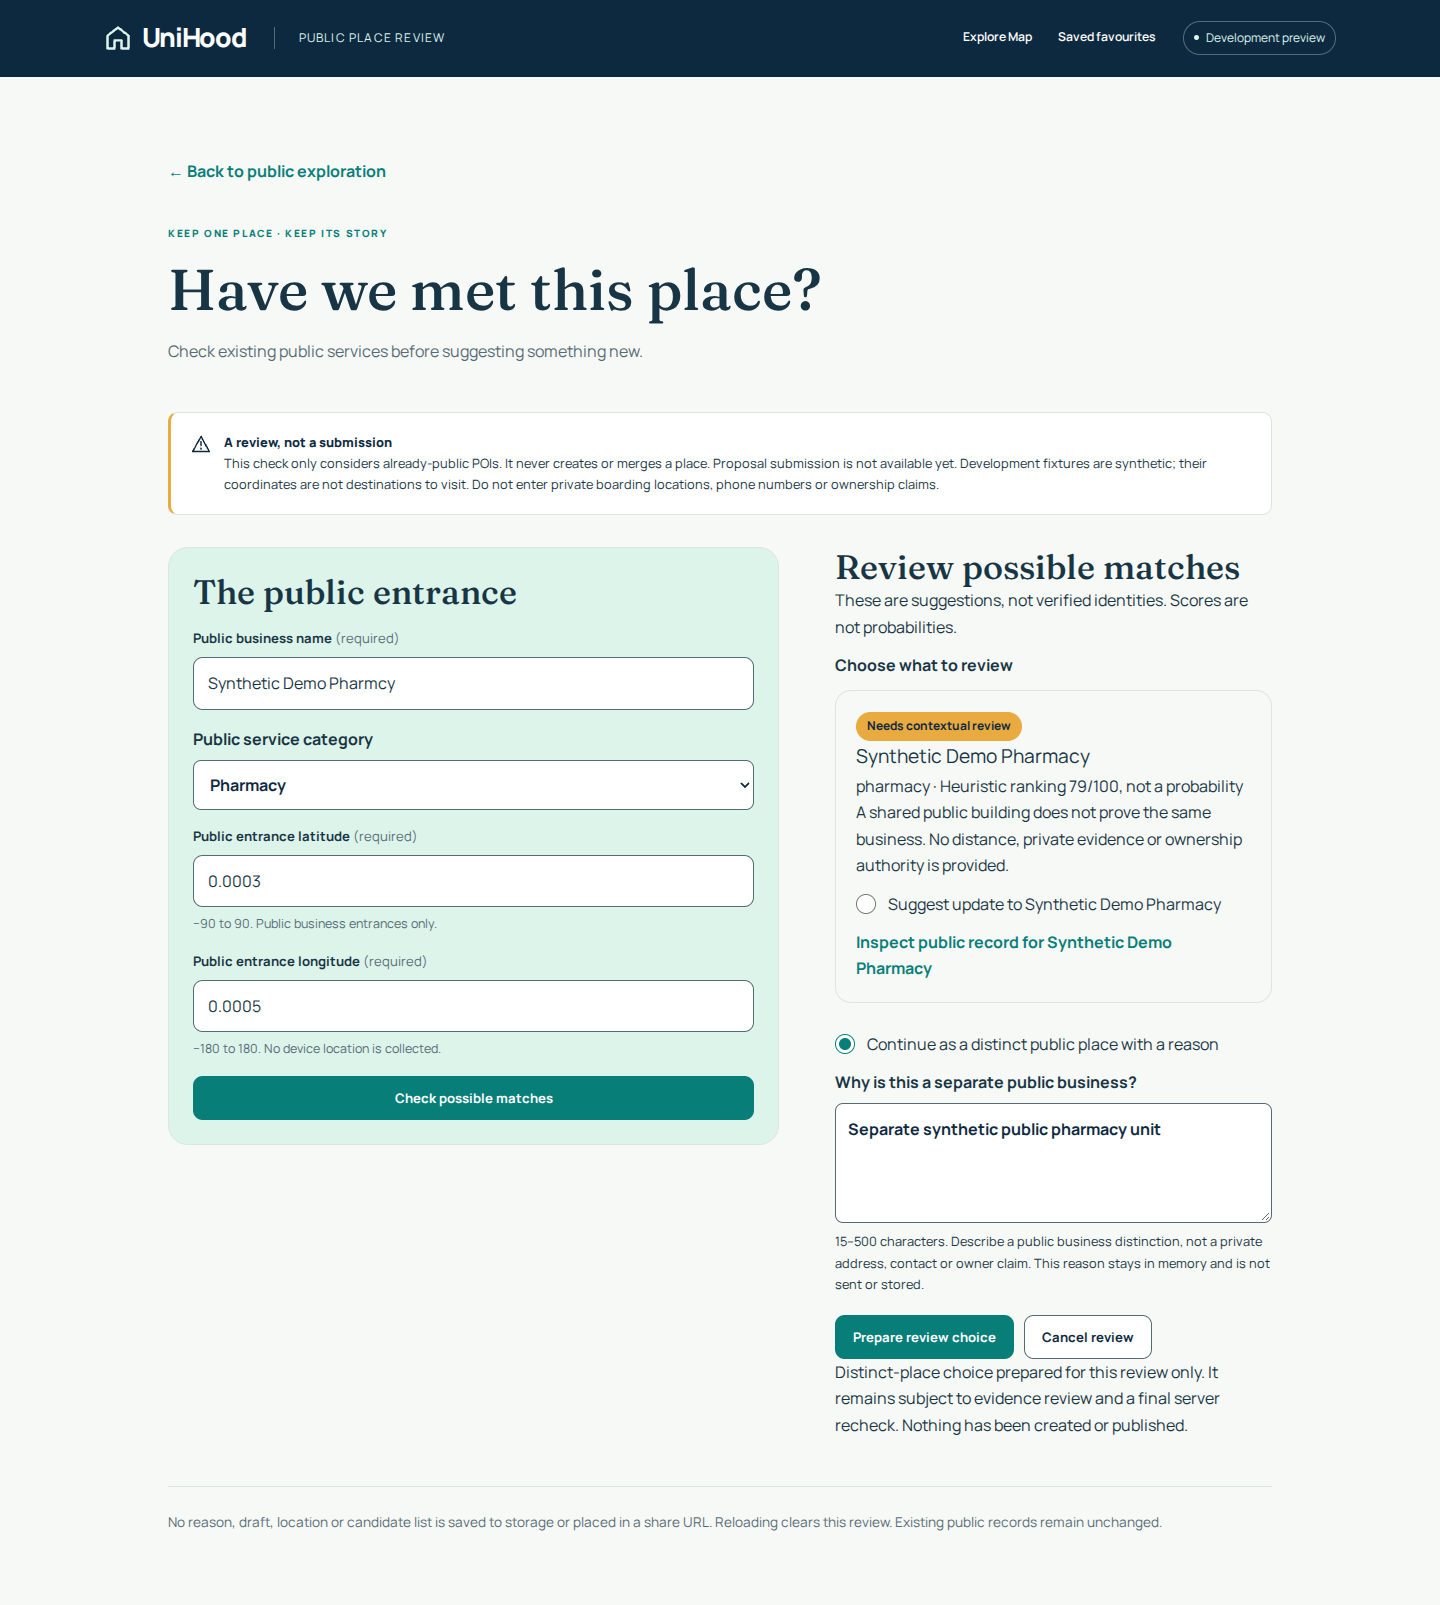 UniHood
PUBLIC PLACE REVIEW
Explore Map
Saved favourites
Development preview
← Back to public exploration
KEEP ONE PLACE · KEEP ITS STORY
Have we met this place?
Check existing public services before suggesting something new.
A review, not a submission
This check only considers already-public POIs. It never creates or merges a place. Proposal submission is not available yet. Development fixtures are synthetic; their
coordinates are not destinations to visit. Do not enter private boarding locations, phone numbers or ownership claims.
The public entrance
Public business name (required)
Synthetic Demo Pharmcy
Public service category
Pharmacy
Public entrance latitude (required)
0.0003
−90 to 90. Public business entrances only.
Public entrance longitude (required)
0.0005
−180 to 180. No device location is collected.
Check possible matches
Review possible matches
These are suggestions, not verified identities. Scores are
not probabilities.
Choose what to review
Needs contextual review
Synthetic Demo Pharmacy
pharmacy · Heuristic ranking 79/100, not a probability
A shared public building does not prove the same
business. No distance, private evidence or ownership
authority is provided.
Suggest update to Synthetic Demo Pharmacy
Inspect public record for Synthetic Demo
Pharmacy
Continue as a distinct public place with a reason
Why is this a separate public business?
Separate synthetic public pharmacy unit
15–500 characters. Describe a public business distinction, not a private
address, contact or owner claim. This reason stays in memory and is not
sent or stored.
Prepare review choice
Cancel review
Distinct-place choice prepared for this review only. It
remains subject to evidence review and a final server
recheck. Nothing has been created or published.
No reason, draft, location or candidate list is saved to storage or placed in a share URL. Reloading clears this review. Existing public records remain unchanged.